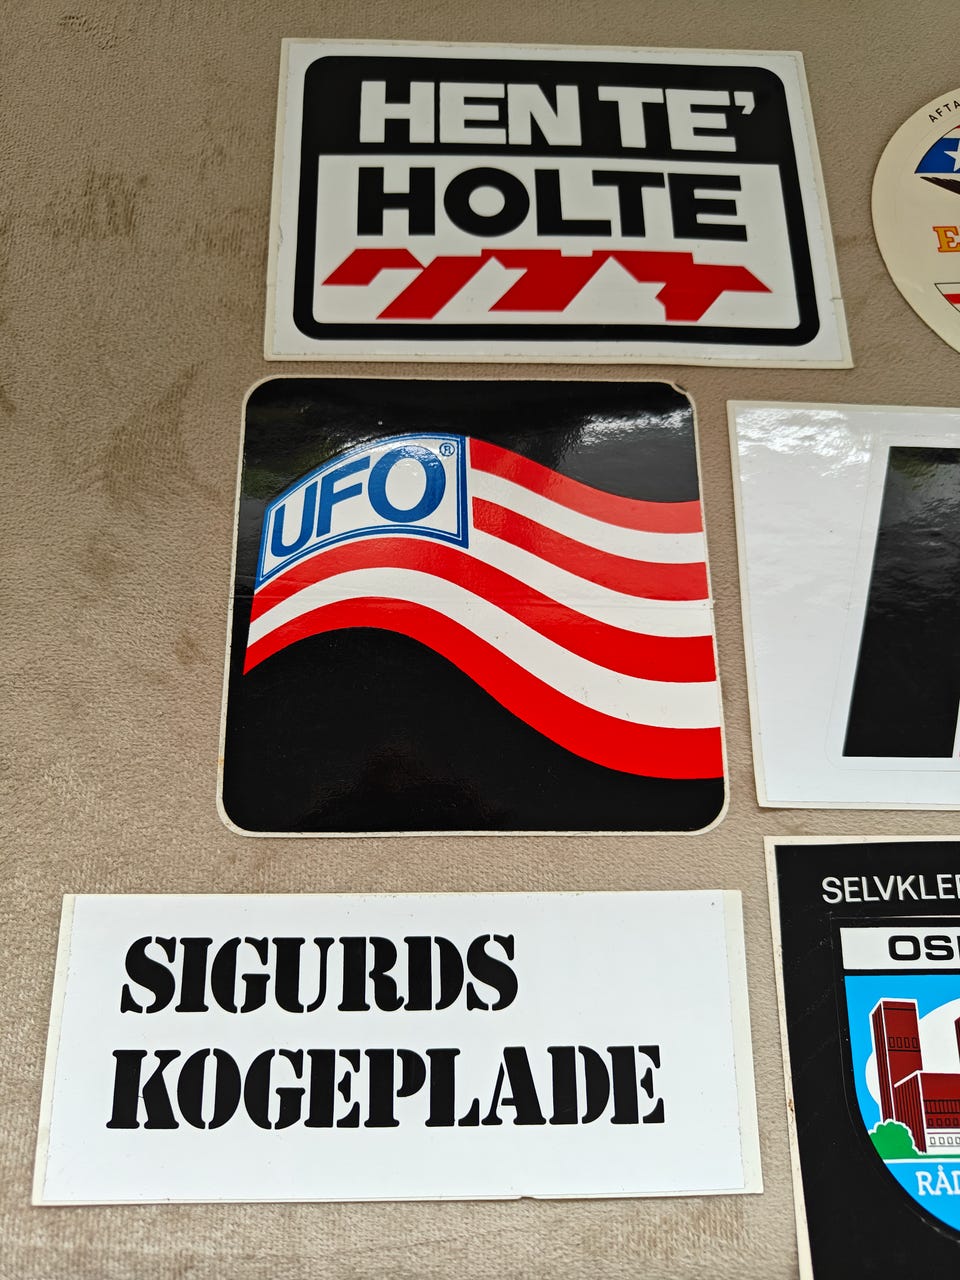 HEN TE'
HOLTE
UFO®
SIGURDS
KOGEPLADE